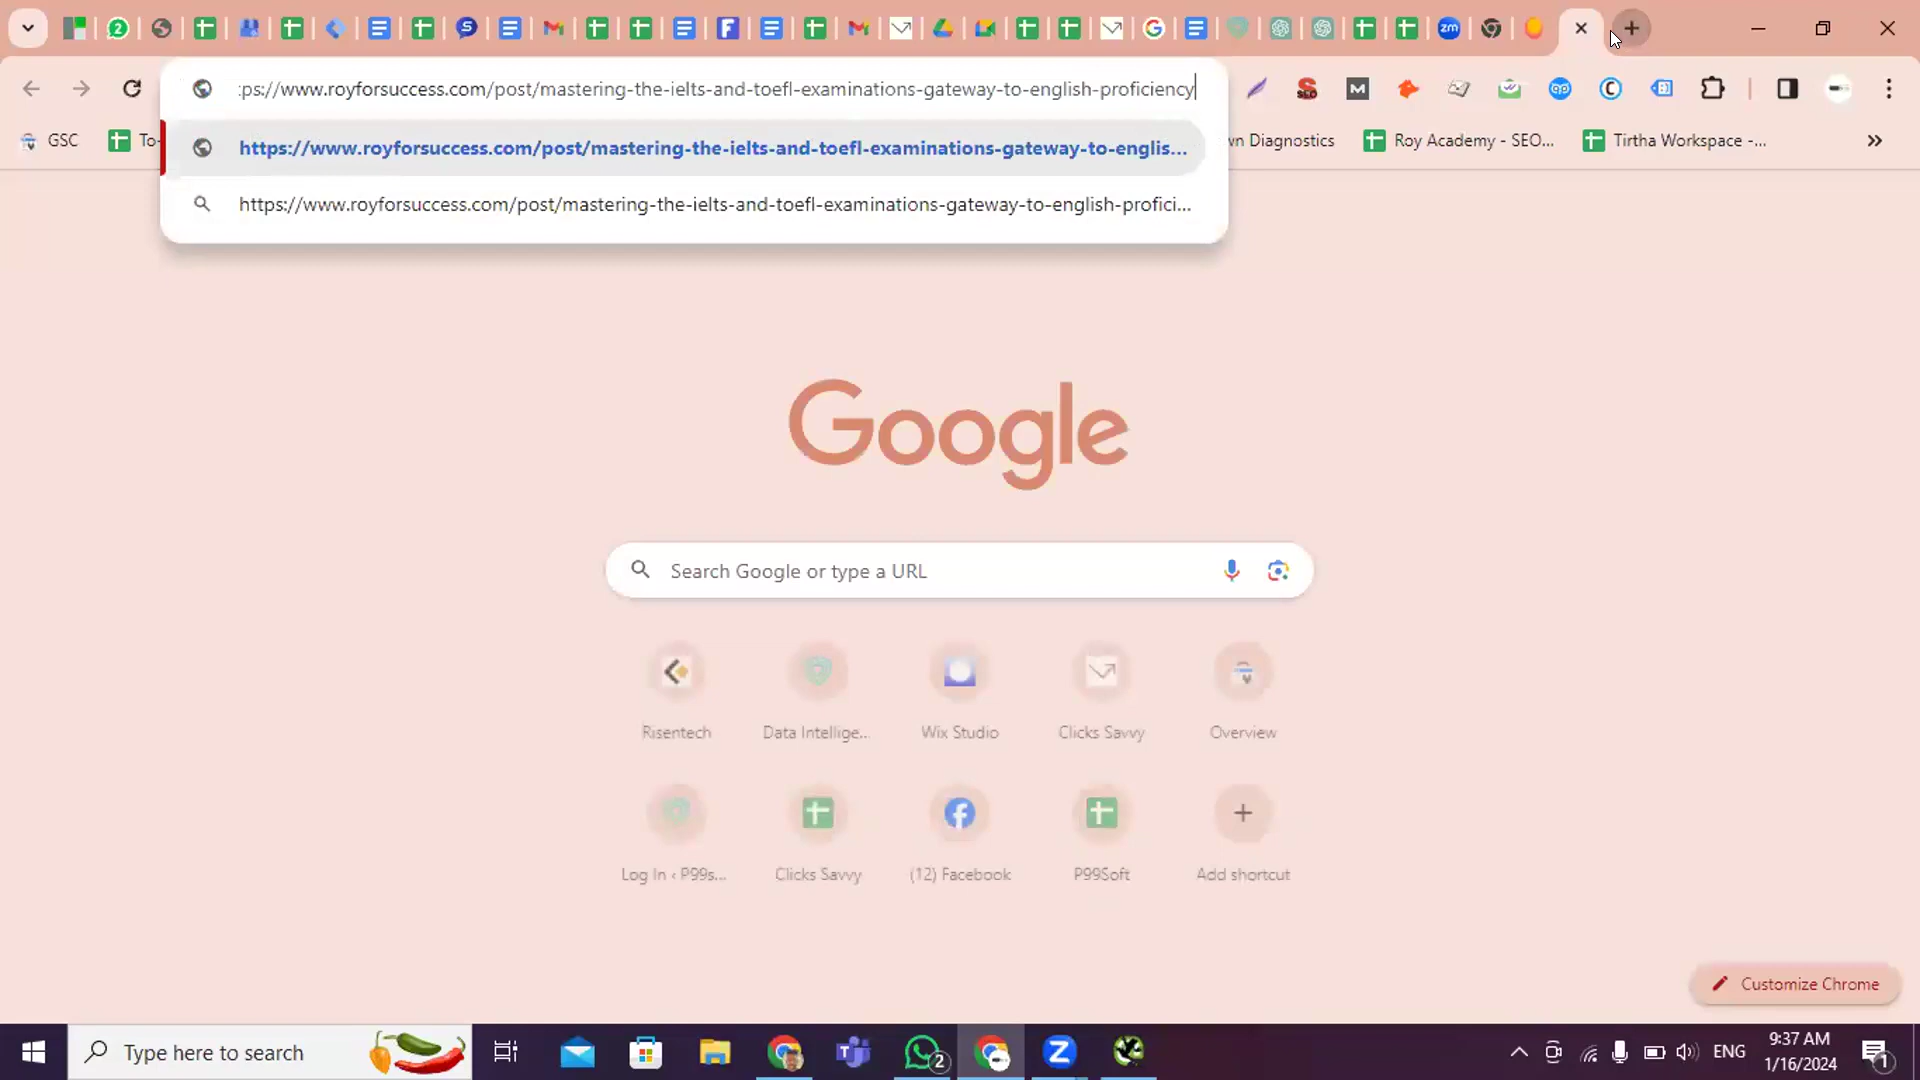 zm
:ps://www.royforsuccess.com/post/mastering-the-ielts-and-toefl-examinations-gateway-to-english-proficiency
https://www.royforsuccess.com/post/mastering-the-ielts-and-toefl-examinations-gateway-to-englis...
https://www.royforsuccess.com/post/mastering-the-ielts-and-toefl-examinations-gateway-to-english-profici...
GSC
To-
wn Diagnostics
Roy Academy - SEO...
Tirtha Workspace -...
Google
Search Google or type a URL
Risentech
Data Intellige...
Wix Studio
Clicks Savvy
Overview
Log In ‹ P99s...
Clicks Savvy
(12) Facebook
P99Soft
Add shortcut
Customize Chrome
Type here to search
2
ENG
9:37 AM
1/16/2024
1